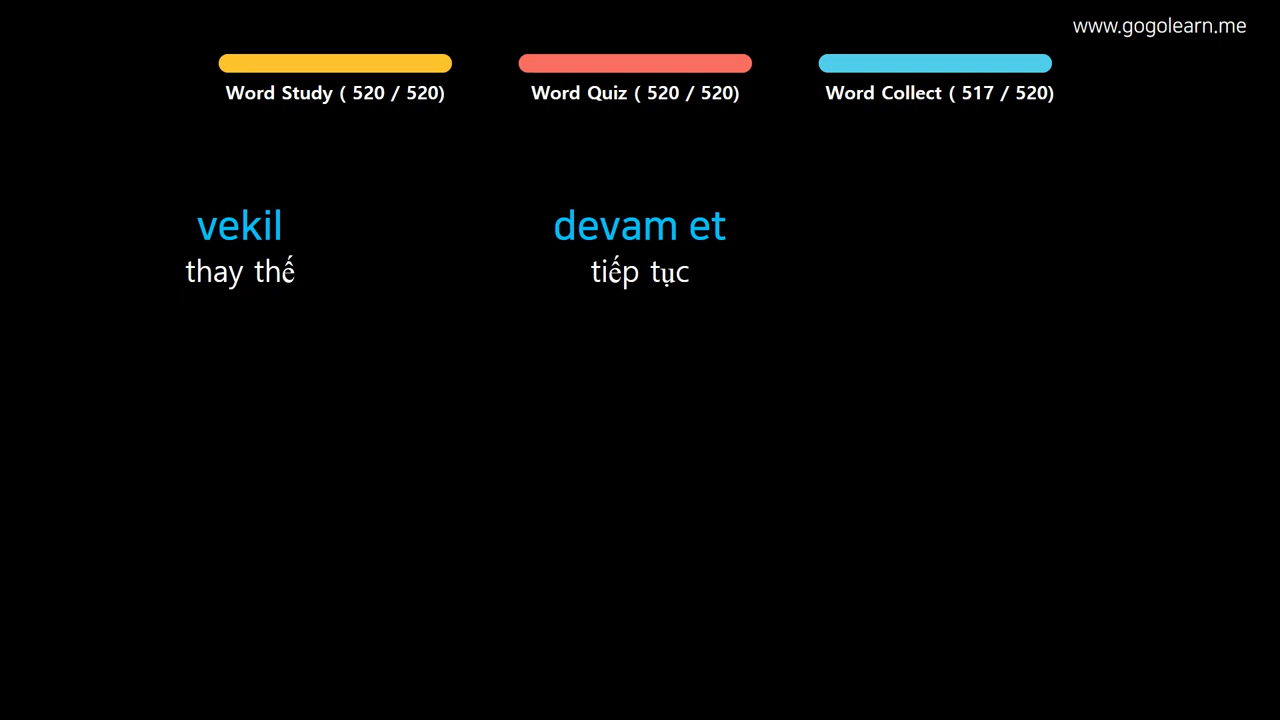 www.gogolearn.me
Word Study ( 520 / 520)
Word Quiz ( 520 / 520)
Word Collect ( 517 / 520)
vekil
thay thế
devam et
tiếp tục